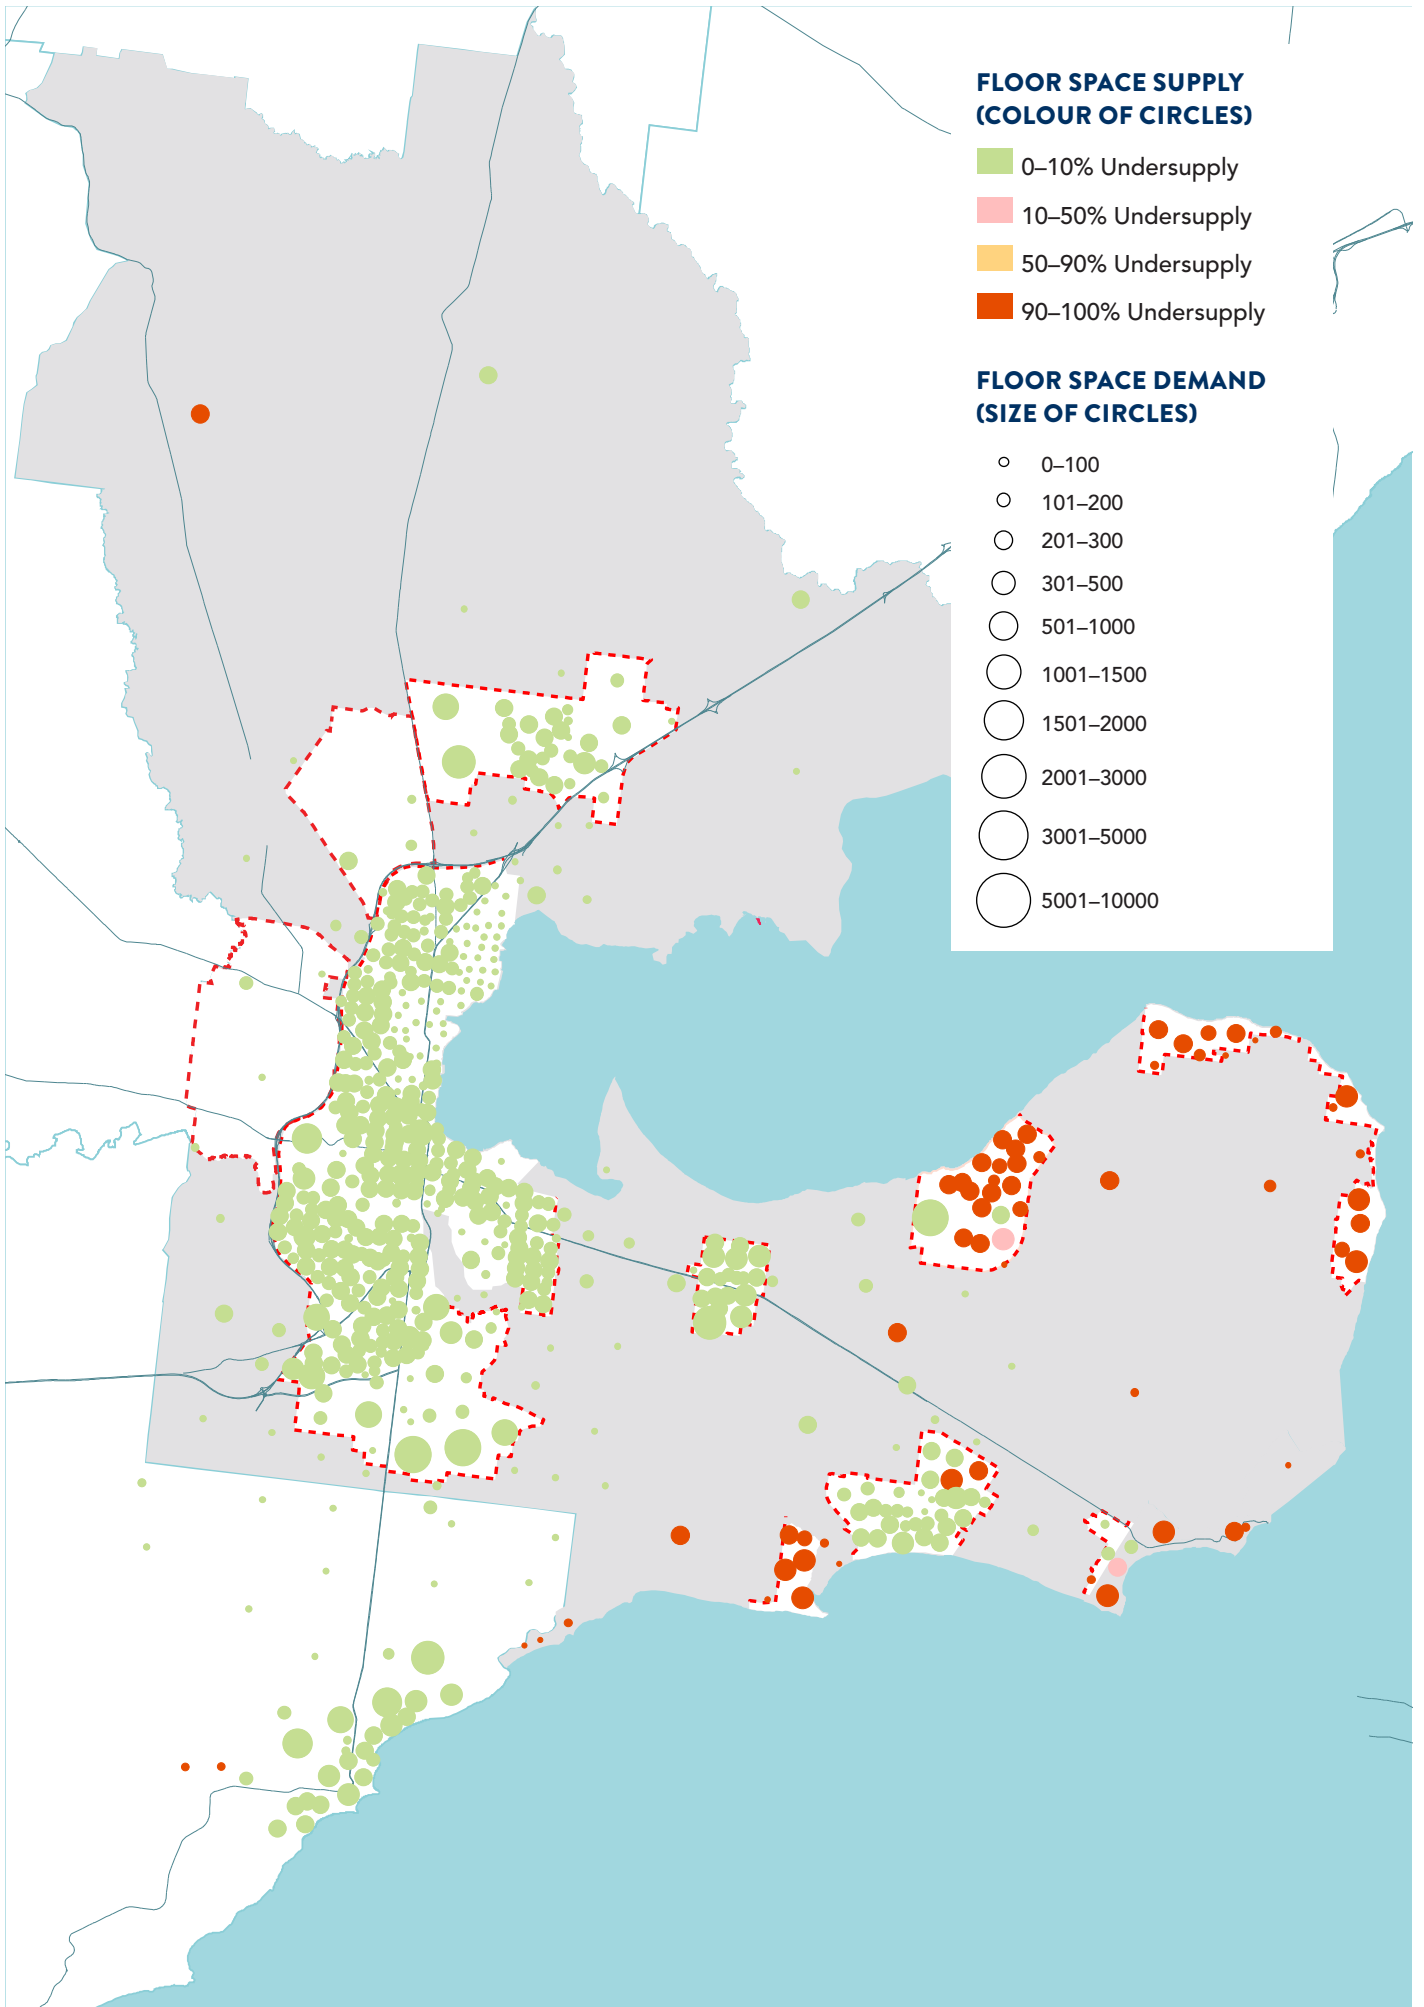 FLOOR SPACE SUPPLY
(COLOUR OF CIRCLES)
0–10% Undersupply
10–50% Undersupply
50–90% Undersupply
90–100% Undersupply
FLOOR SPACE DEMAND
(SIZE OF CIRCLES)
0–100
101–200
201–300
301–500
501–1000
1001–1500
1501–2000
2001–3000
3001–5000
5001–10000